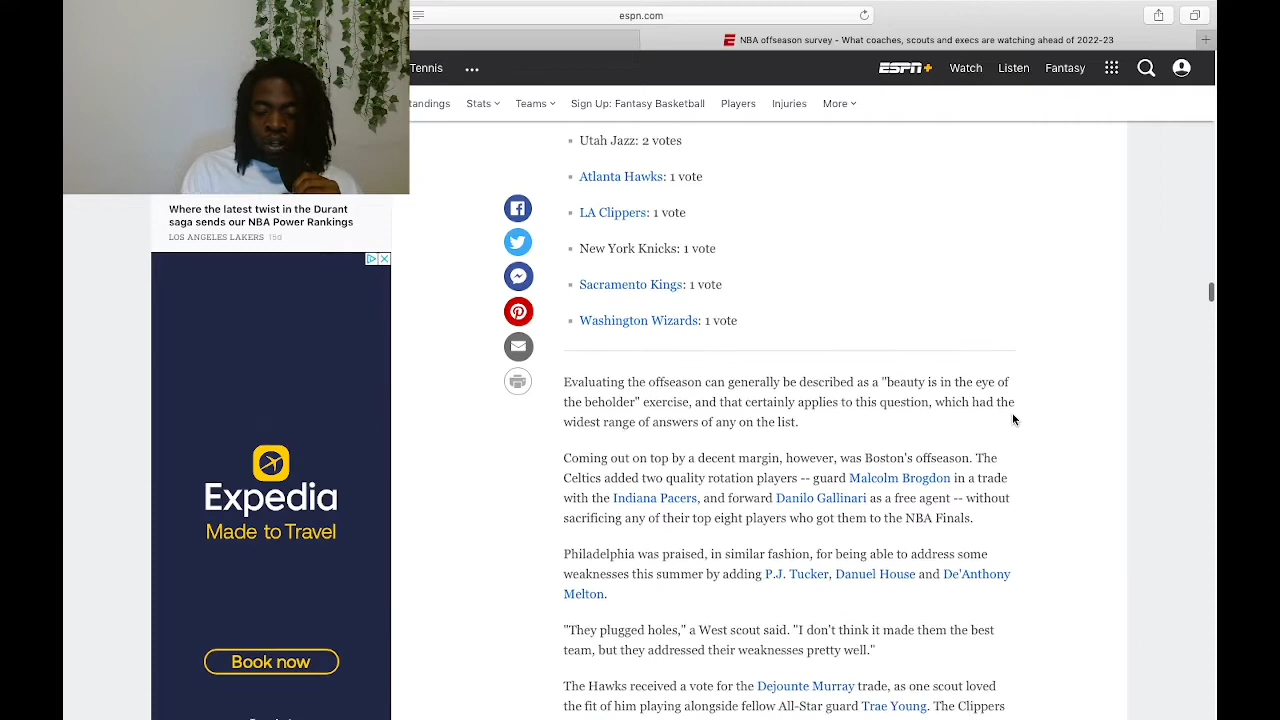 espn.com
NBA offseason survey - What coaches, scouts and execs are watching ahead of 2022-23
Tennis
...
ESPN+
Watch
Listen
Fantasy
tandings
Stats
Teams
Sign Up: Fantasy Basketball
Players
Injuries
More
Utah Jazz: 2 votes
Atlanta Hawks: 1 vote
LA Clippers: 1 vote
New York Knicks: 1 vote
Sacramento Kings: 1 vote
Washington Wizards: 1 vote
Where the latest twist in the Durant
saga sends our NBA Power Rankings
LOS ANGELES LAKERS
Expedia
Made to Travel
Book now
Evaluating the offseason can generally be described as a "beauty is in the eye of
the beholder" exercise, and that certainly applies to this question, which had the
widest range of answers of any on the list.
Coming out on top by a decent margin, however, was Boston's offseason. The
Celtics added two quality rotation players -- guard Malcolm Brogdon in a trade
with the Indiana Pacers, and forward Danilo Gallinari as a free agent -- without
sacrificing any of their top eight players who got them to the NBA Finals.
Philadelphia was praised, in similar fashion, for being able to address some
weaknesses this summer by adding P.J. Tucker, Danuel House and De'Anthony
Melton.
"They plugged holes," a West scout said. "I don't think it made them the best
team, but they addressed their weaknesses pretty well."
The Hawks received a vote for the Dejounte Murray trade, as one scout loved
the fit of him playing alongside fellow All-Star guard Trae Young. The Clippers